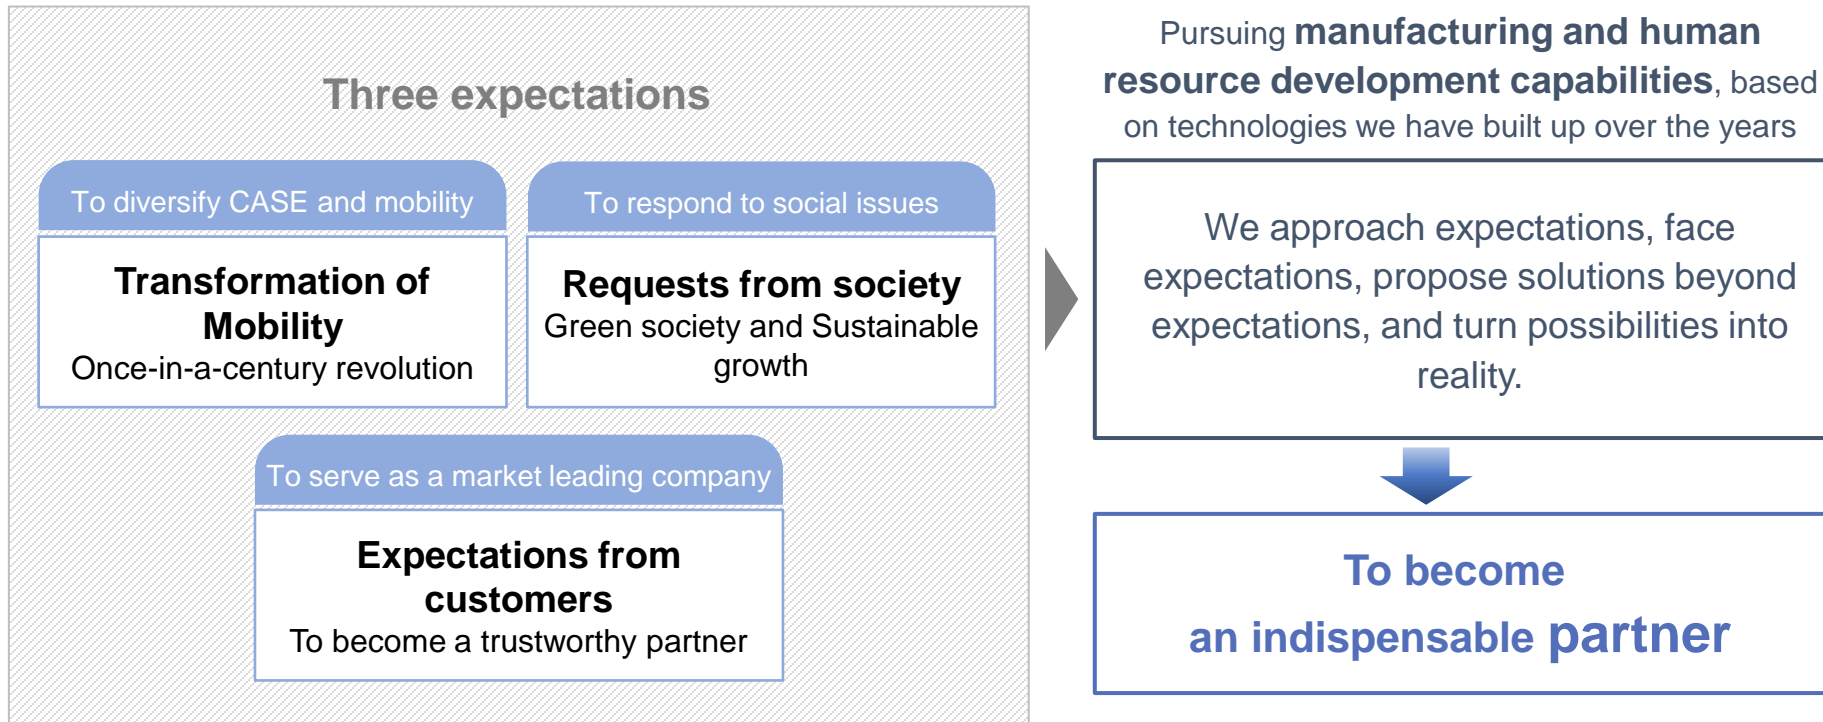 Three expectations
To diversify CASE and mobility
Transformation of
Mobility
Once-in-a-century revolution
To respond to social issues
Requests from society
Green society and Sustainable
growth
To serve as a market leading company
Expectations from
customers
To become a trustworthy partner
Pursuing manufacturing and human
resource development capabilities, based
on technologies we have built up over the years
We approach expectations, face
expectations, propose solutions beyond
expectations, and turn possibilities into
reality.
To become
an indispensable partner